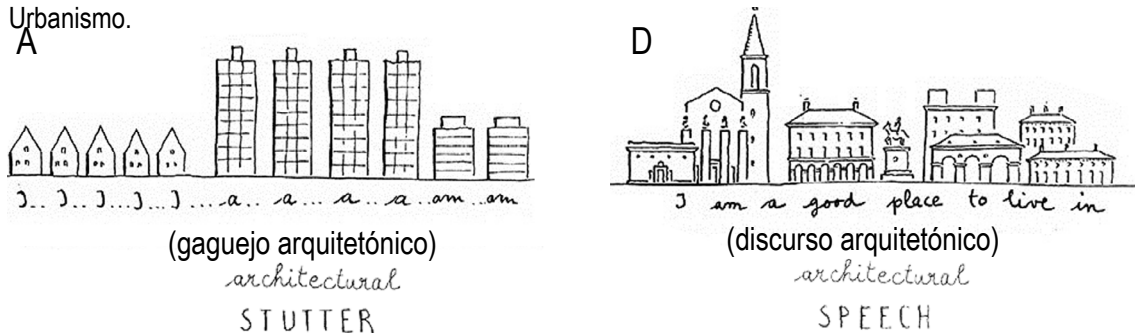 Urbanismo.
A
J.. J.. J...J...J ....a... a ... a ..a ..am ..am
(gaguejo arquitetónico)
architectural
STUTTER
D
I am a good place to live in
(discurso arquitetónico)
architectural
SPEECH